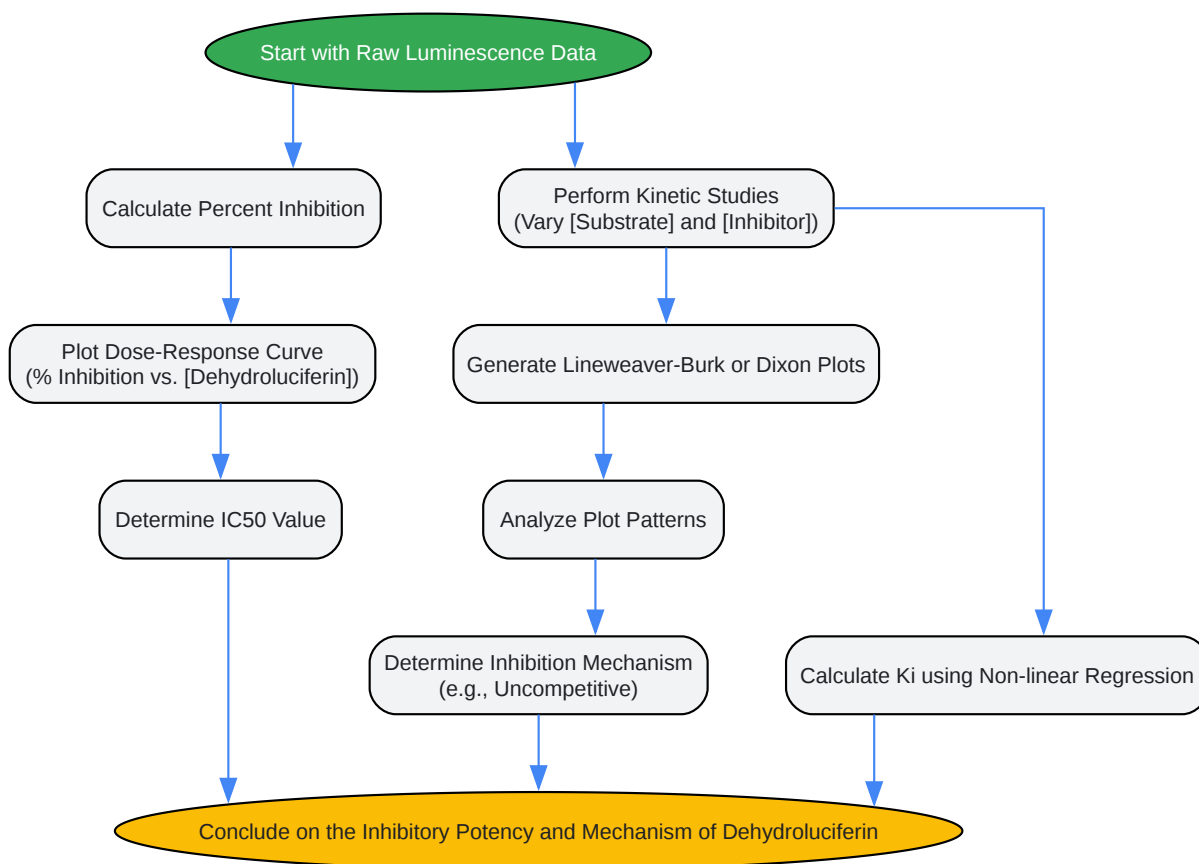 Start with Raw Luminescence Data
Calculate Percent Inhibition
Perform Kinetic Studies
(Vary [Substrate] and [Inhibitor])
Plot Dose-Response Curve
(% Inhibition vs. [Dehydroluciferin])
Generate Lineweaver-Burk or Dixon Plots
Determine IC50 Value
Analyze Plot Patterns
Determine Inhibition Mechanism
(e.g., Uncompetitive)
Calculate Ki using Non-linear Regression
Conclude on the Inhibitory Potency and Mechanism of Dehydroluciferin